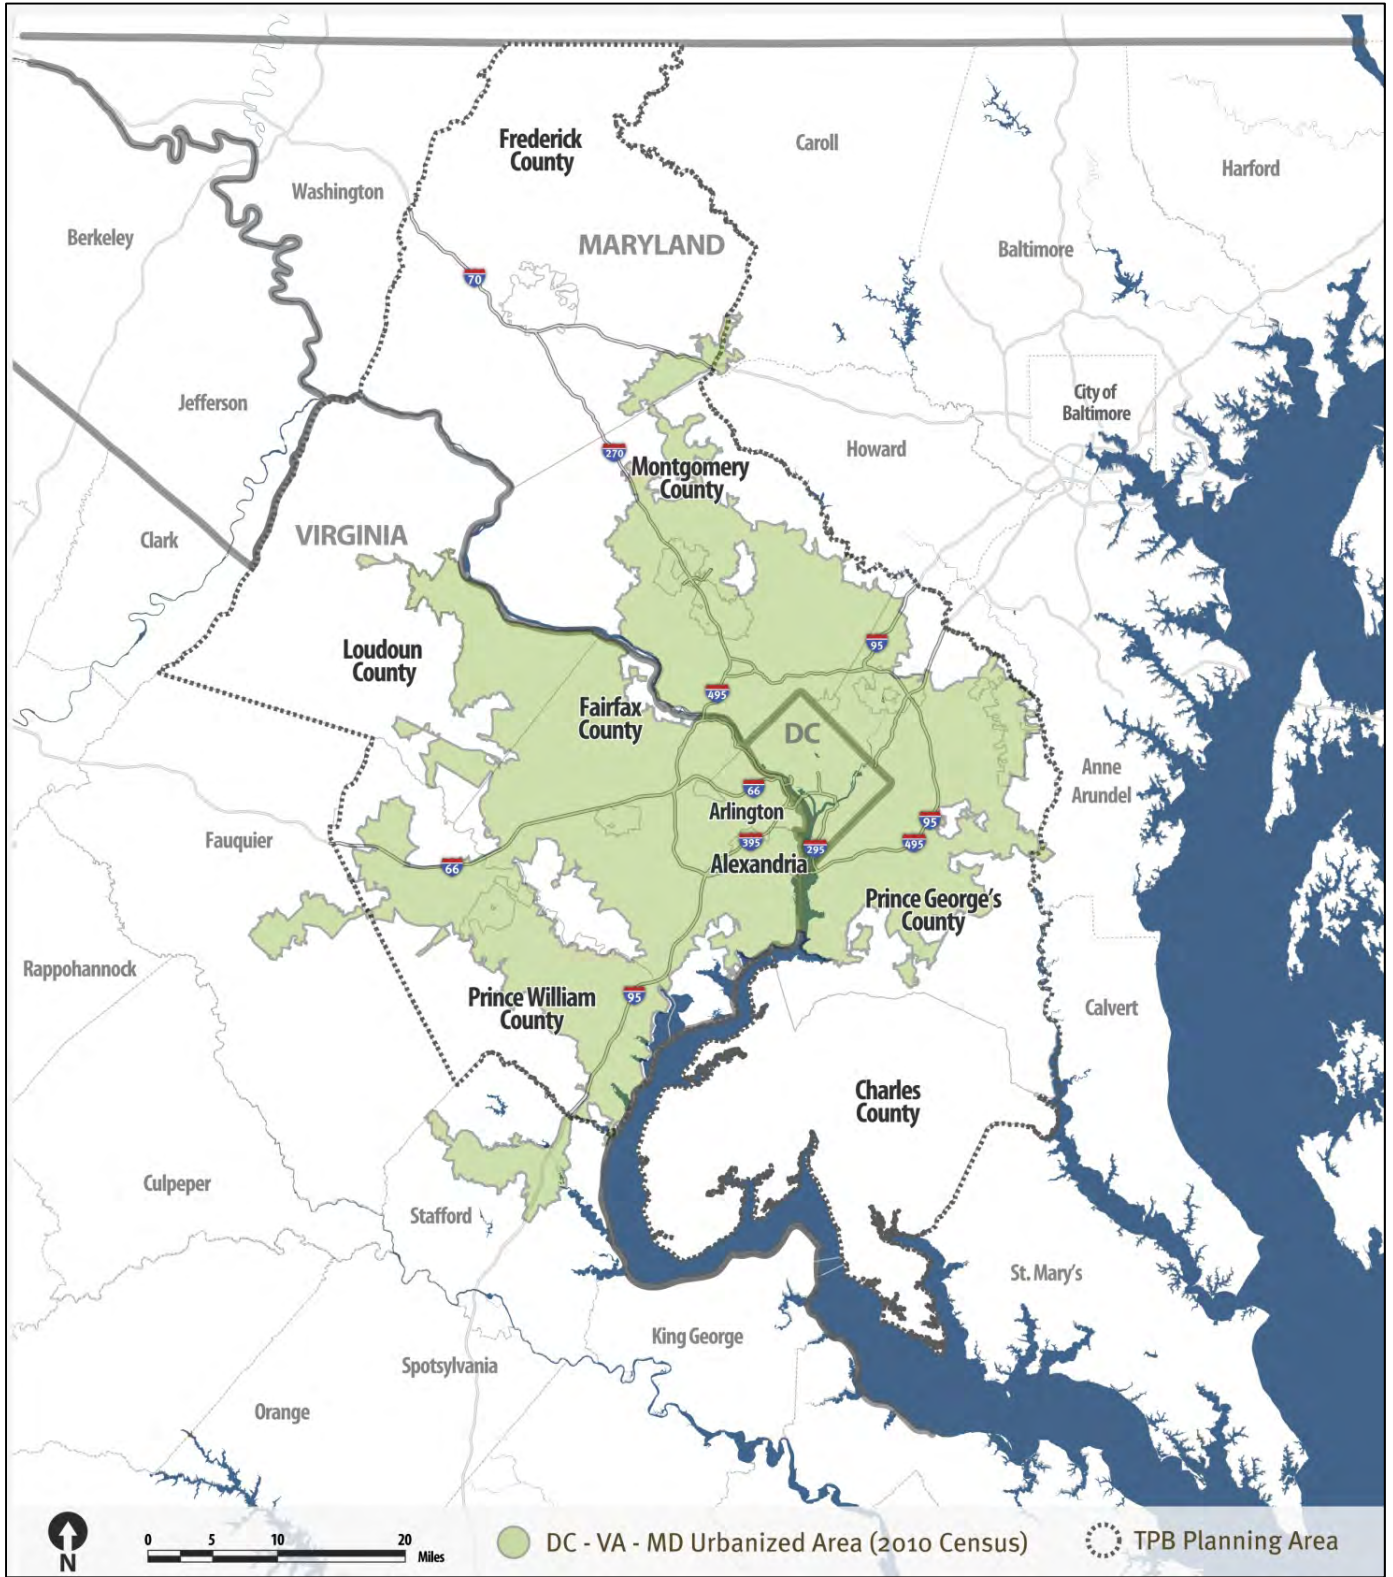 Frederick
County
Caroll
Harford
Washington
Berkeley
MARYLAND
Baltimore
70
Jefferson
City of
Baltimore
Howard
270
Montgomery
County
VIRGINIA
Clark
95
Loudoun
County
495
Fairfax
County
DC
Anne
Arundel
66
Arlington
95
Fauquier
395
295
495
66
Alexandria
Prince George's
County
Rappohannock
Prince William
County
95
Calvert
Charles
County
Culpeper
Stafford
St. Mary's
King George
Spotsylvania
Orange
N
0 5 10 20
Miles
DC - VA - MD Urbanized Area (2010 Census)
TPB Planning Area